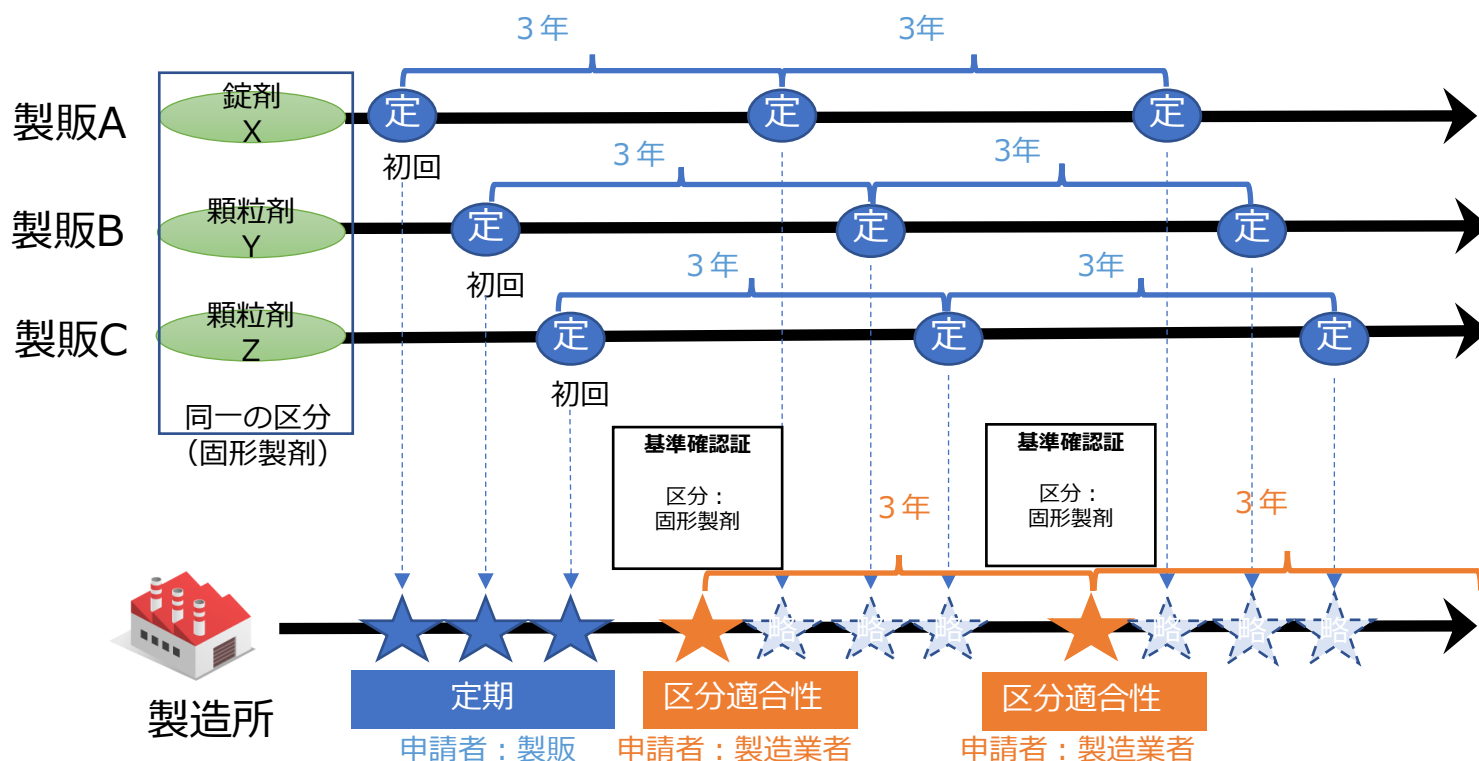 ３年
3年
製販A
錠剤
X
定
定
定
初回
３年
3年
製販B
顆粒剤
Y
定
定
定
初回
３年
3年
製販C
顆粒剤
Z
定
定
定
初回
同一の区分
（固形製剤）
基準確認証
区分：
固形製剤
基準確認証
区分：
固形製剤
３年
３年
略
略
略
略
略
略
製造所
定期
区分適合性
区分適合性
申請者：製販
申請者：製造業者
申請者：製造業者